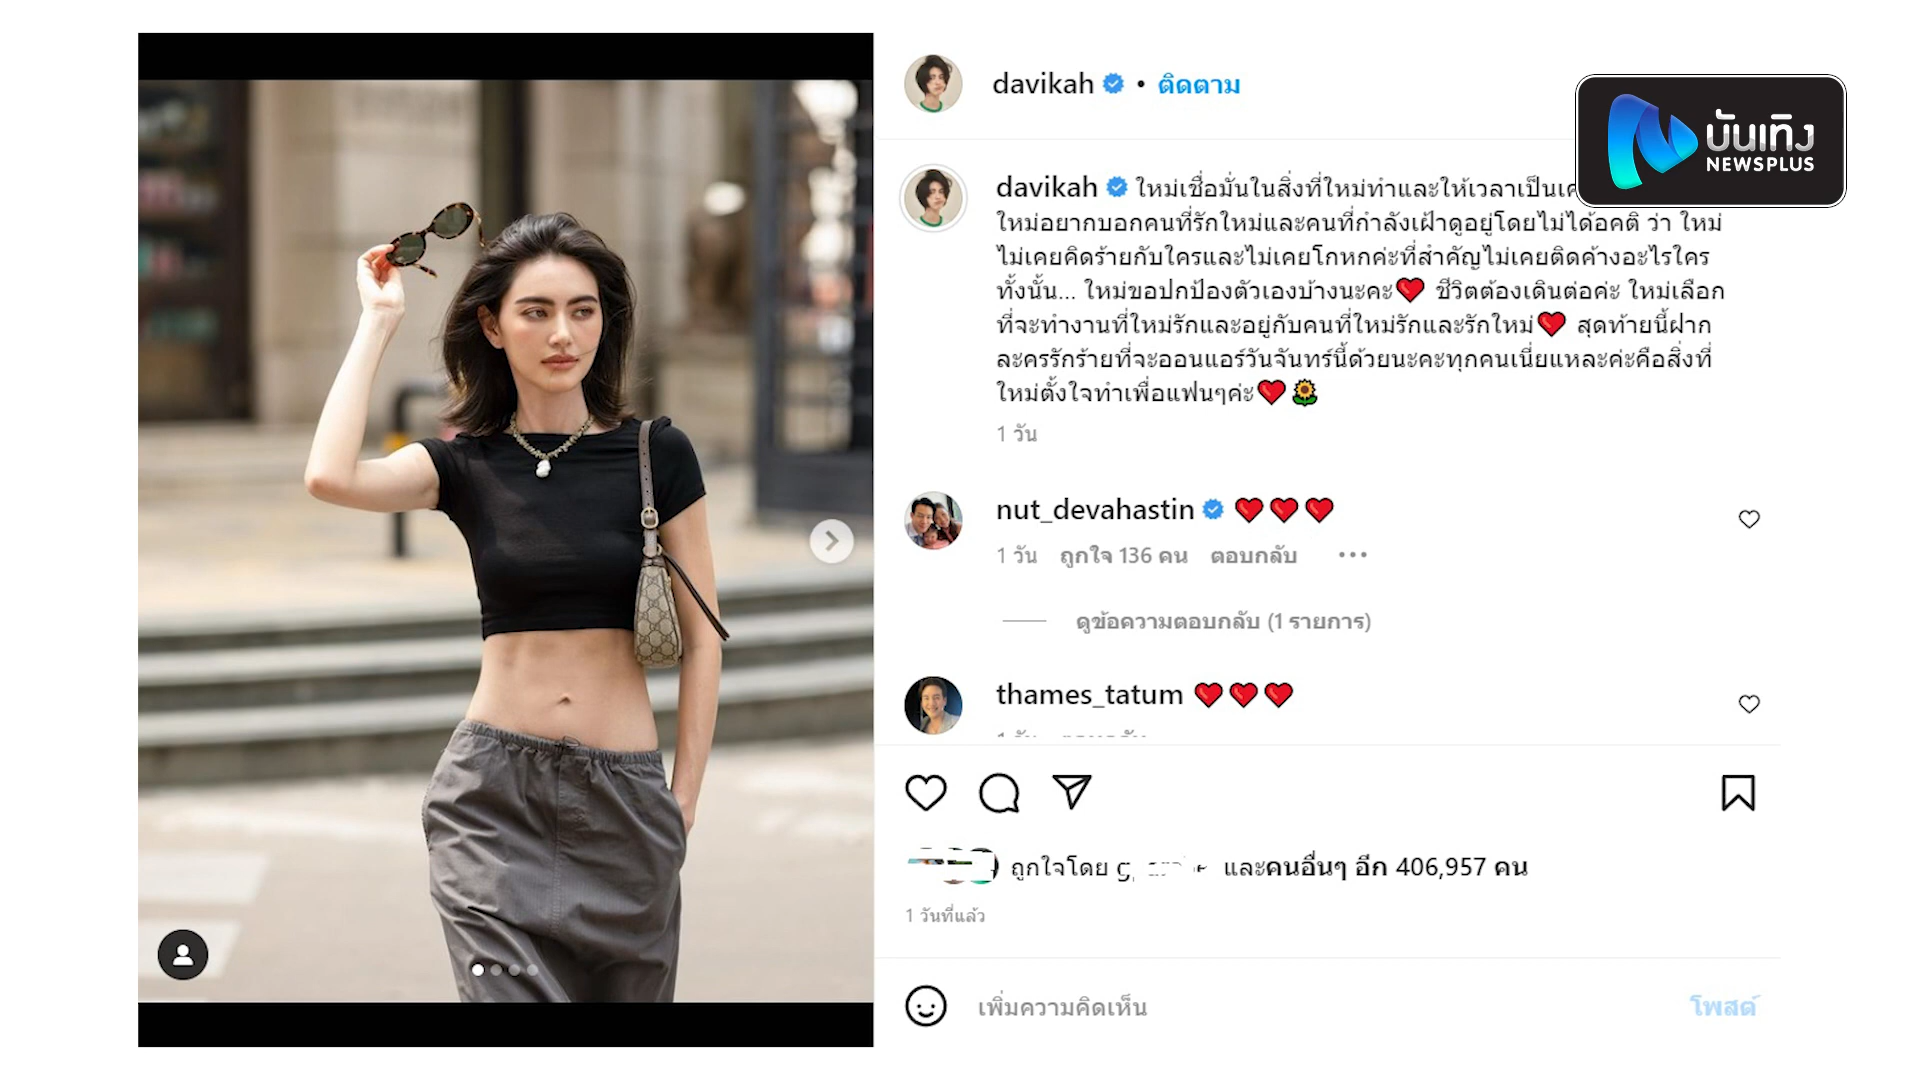 davikah • ติดตาม
บันเทิง
NEWSPLUS
davikah ใหม่เชื่อมั่นในสิ่งที่ใหม่ทำและให้เวลาเป็น
ใหม่อยากบอกคนที่รักใหม่และคนที่กำลังเฝ้าดูอยู่โดยไม่ได้อคติ ว่า ใหม่
ไม่เคยคิดร้ายกับใครและไม่เคยโกหกค่ะที่สำคัญไม่เคยติดค้างอะไรใคร
ทั้งนั้น... ใหม่ขอปกป้องตัวเองบ้างนะคะ❤️ ชีวิตต้องเดินต่อค่ะ ใหม่เลือก
ที่จะทำงานที่ใหม่รักและอยู่กับคนที่ใหม่รักและรักใหม่❤️ สุดท้ายนี้ฝาก
ละครรักร้ายที่จะออนแอร์วันจันทร์นี้ด้วยนะคะทุกคนเนี่ยแหละค่ะคือสิ่งที่
ใหม่ตั้งใจทำเพื่อแฟนๆค่ะ❤️🌻
1 วัน
nut_devahastin ❤️❤️❤️
1 วัน ถูกใจ 136 คน ตอบกลับ •••
ดูข้อความตอบกลับ (1 รายการ)
thames_tatum ❤️❤️❤️
ถูกใจโดย และคนอื่นๆ อีก 406,957 คน
1 วันที่แล้ว
เพิ่มความคิดเห็น
โพสต์